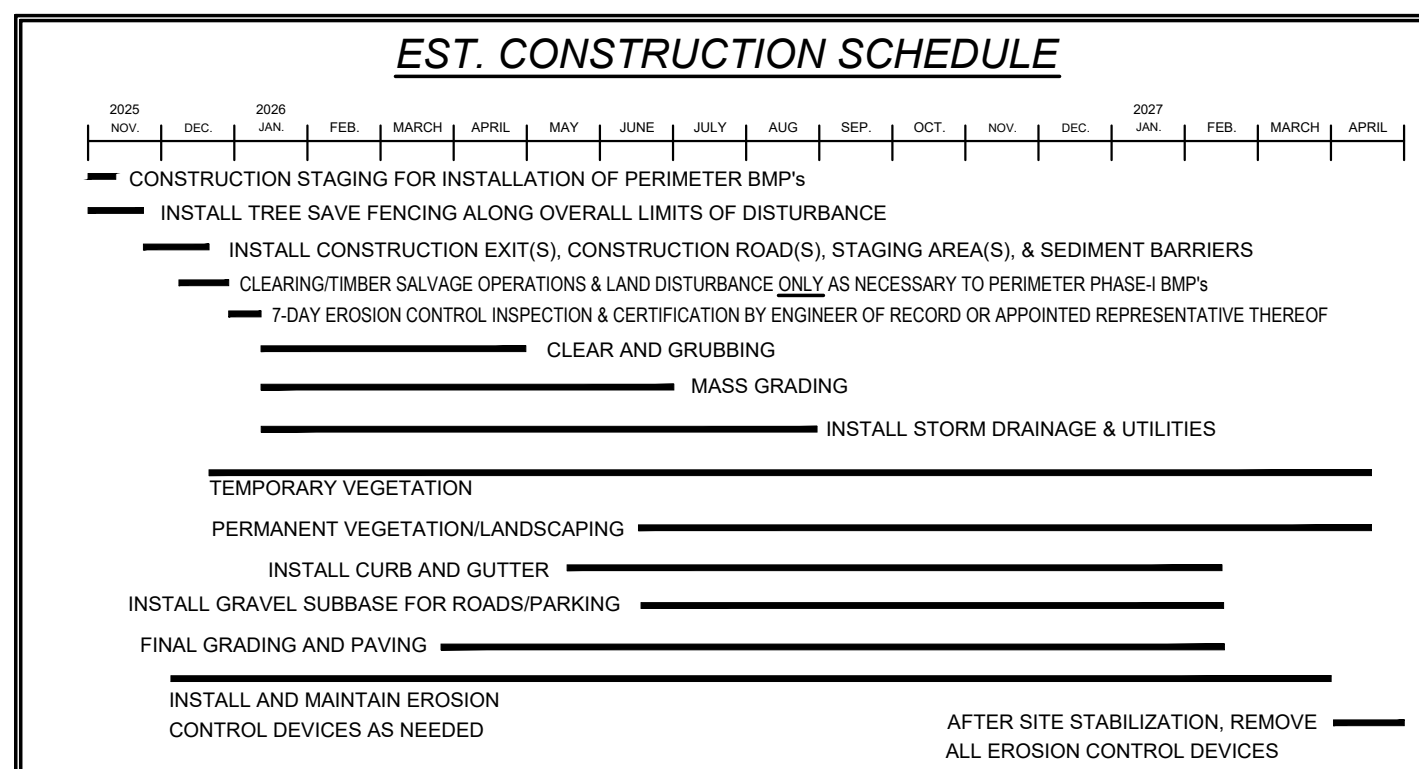 EST. CONSTRUCTION SCHEDULE
2025 2026 2027
NOV. DEC. JAN. FEB. MARCH APRIL MAY JUNE JULY AUG SEP. OCT. NOV. DEC. JAN. FEB. MARCH APRIL
CONSTRUCTION STAGING FOR INSTALLATION OF PERIMETER BMP's
INSTALL TREE SAVE FENCING ALONG OVERALL LIMITS OF DISTURBANCE
INSTALL CONSTRUCTION EXIT(S), CONSTRUCTION ROAD(S), STAGING AREA(S), & SEDIMENT BARRIERS
CLEARING/TIMBER SALVAGE OPERATIONS & LAND DISTURBANCE ONLY AS NECESSARY TO PERIMETER PHASE-I BMP's
7-DAY EROSION CONTROL INSPECTION & CERTIFICATION BY ENGINEER OF RECORD OR APPOINTED REPRESENTATIVE THEREOF
CLEAR AND GRUBBING
MASS GRADING
INSTALL STORM DRAINAGE & UTILITIES
TEMPORARY VEGETATION
PERMANENT VEGETATION/LANDSCAPING
INSTALL CURB AND GUTTER
INSTALL GRAVEL SUBBASE FOR ROADS/PARKING
FINAL GRADING AND PAVING
INSTALL AND MAINTAIN EROSION
CONTROL DEVICES AS NEEDED
AFTER SITE STABILIZATION, REMOVE
ALL EROSION CONTROL DEVICES